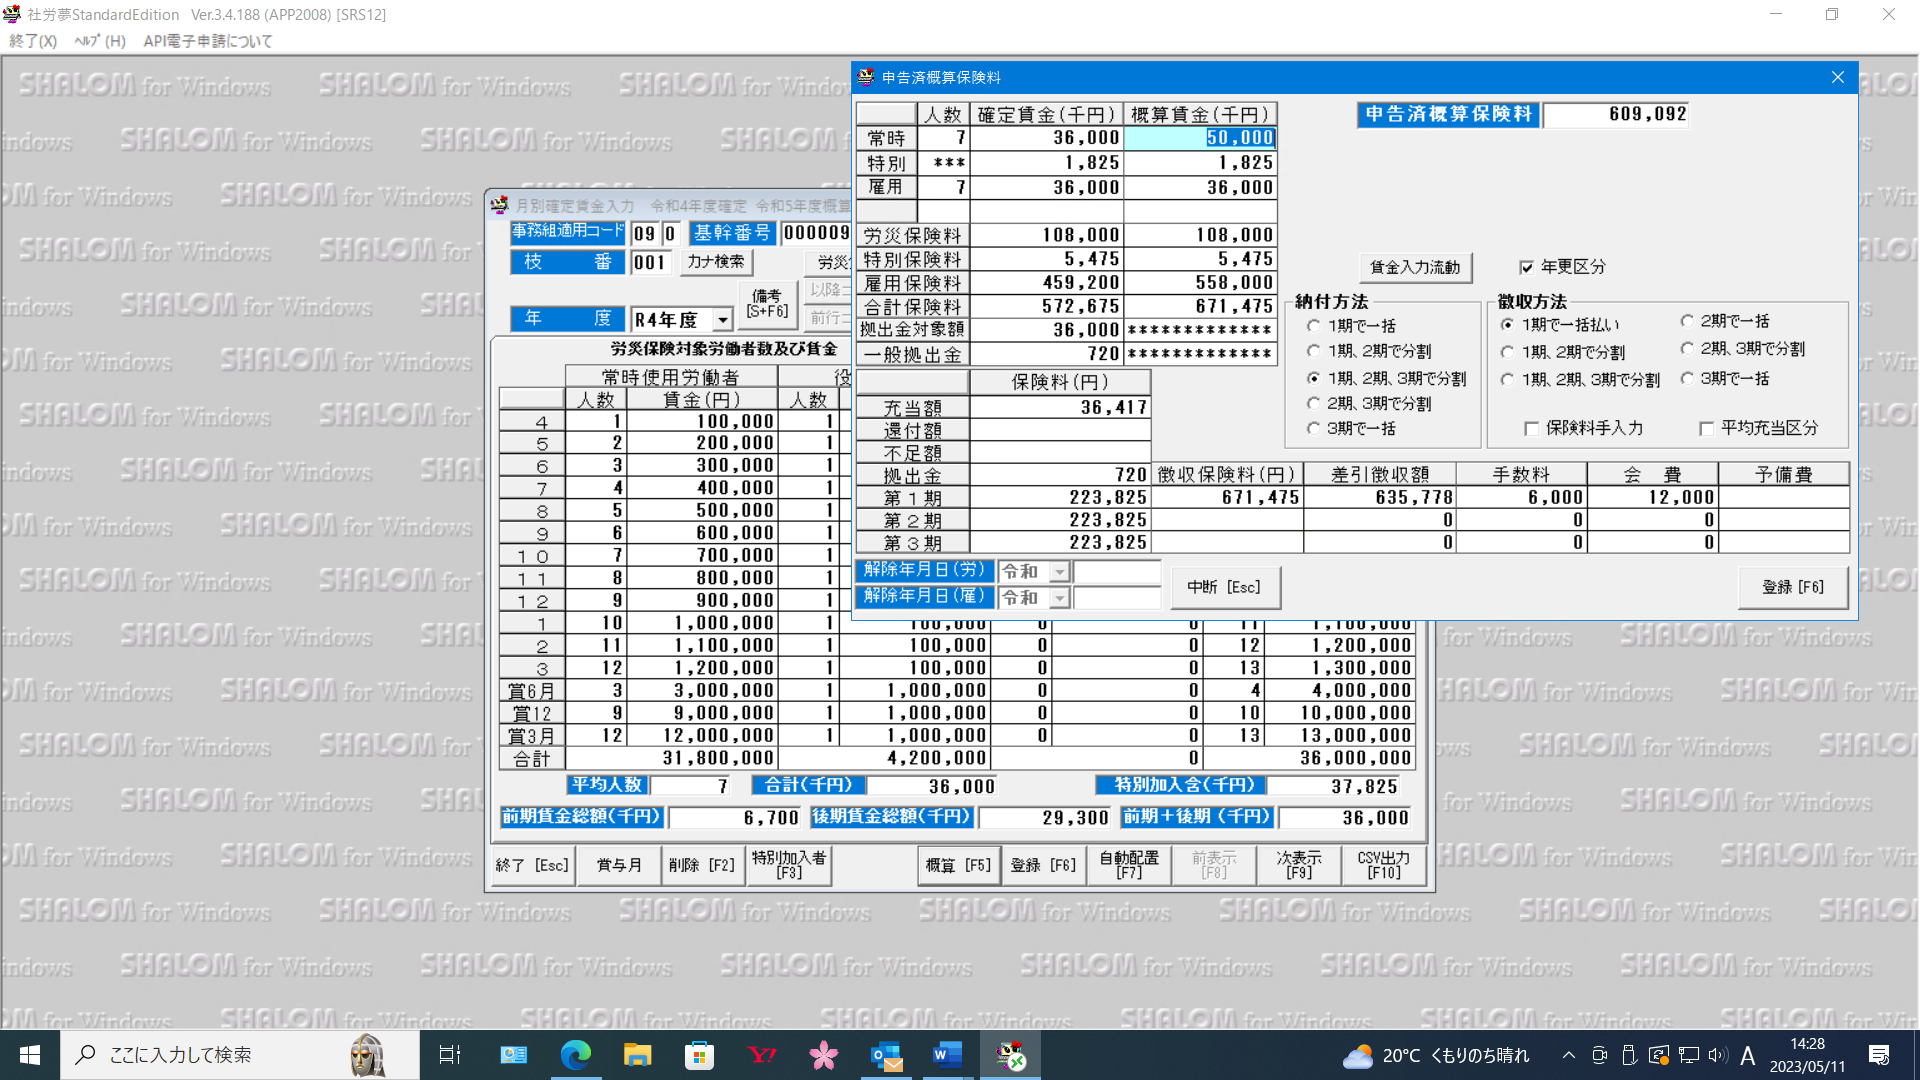 社労夢StandardEdition Ver.3.4.188 (APP2008) [SRS12]
終了(X) ﾍﾙﾌﾟ(H) API電子申請について
SHALOM for Windows
申告済概算保険料
人数 確定賃金(千円) 概算賃金(千円)
常時 7 36,000 50,000
特別 *** 1,825 1,825
雇用 7 36,000 36,000
労災保険料 108,000 108,000
特別保険料 5,475 5,475
雇用保険料 459,200 558,000
合計保険料 572,675 671,475
拠出金対象額 36,000 *************
一般拠出金 720 *************
申告済概算保険料 609,092
賃金入力流動 年更区分
納付方法
1期で一括
1期、2期で分割
1期、2期、3期で分割
2期、3期で分割
3期で一括
徴収方法
1期で一括払い 2期で一括
1期、2期で分割 2期、3期で分割
1期、2期、3期で分割 3期で一括
保険料手入力 平均充当区分
保険料(円)
充当額 36,417
還付額
不足額
拠出金 720 徴収保険料(円) 差引徴収額 手数料 会 費 予備費
第1期 223,825 671,475 635,778 6,000 12,000
第2期 223,825 0 0 0
第3期 223,825 0 0 0
解除年月日(労) 令和
解除年月日(雇) 令和
中断 [Esc] 登録 [F6]
月別確定賃金入力 令和4年度確定 令和5年度概算
事務組適用コード 09 0 基幹番号 000009
枝 番 001 カナ検索 労災
備考 [S+F6] 以降コ
年 度 R4年度 前行コ
労災保険対象労働者数及び賃金
常時使用労働者 役
人数 賃金(円) 人数
4 1 100,000 1
5 2 200,000 1
6 3 300,000 1
7 4 400,000 1
8 5 500,000 1
9 6 600,000 1
10 7 700,000 1
11 8 800,000 1
12 9 900,000 1
1 10 1,000,000 1 100,000 0 0 11 1,100,000
2 11 1,100,000 1 100,000 0 0 12 1,200,000
3 12 1,200,000 1 100,000 0 0 13 1,300,000
賞6月 3 3,000,000 1 1,000,000 0 0 4 4,000,000
賞12 9 9,000,000 1 1,000,000 0 0 10 10,000,000
賞3月 12 12,000,000 1 1,000,000 0 0 13 13,000,000
合計 31,800,000 4,200,000 0 36,000,000
平均人数 7 合計(千円) 36,000 特別加入含(千円) 37,825
前期賃金総額(千円) 6,700 後期賃金総額(千円) 29,300 前期+後期 (千円) 36,000
終了 [Esc] 賞与月 削除 [F2] 特別加入者 [F3] 概算 [F5] 登録 [F6] 自動配置 [F7] 前表示 [F8] 次表示 [F9] CSV出力 [F10]
ここに入力して検索
20°C くもりのち晴れ
A
14:28
2023/05/11